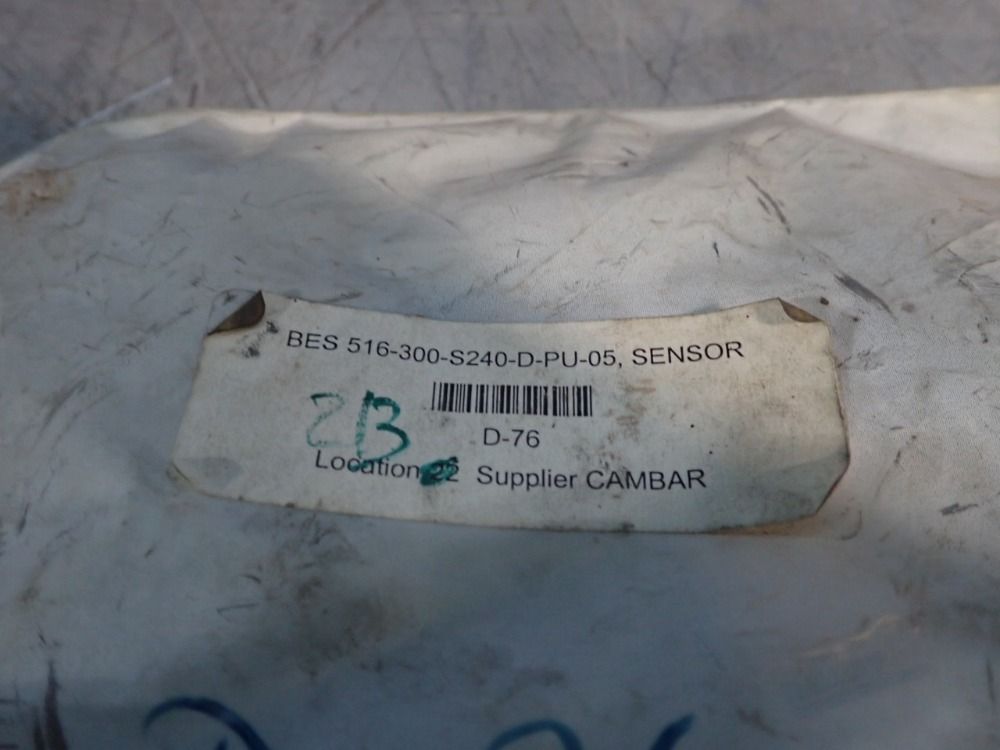 BES 516-300-S240-D-PU-05, SENSOR
D-76
2B
Location 22 Supplier CAMBAR